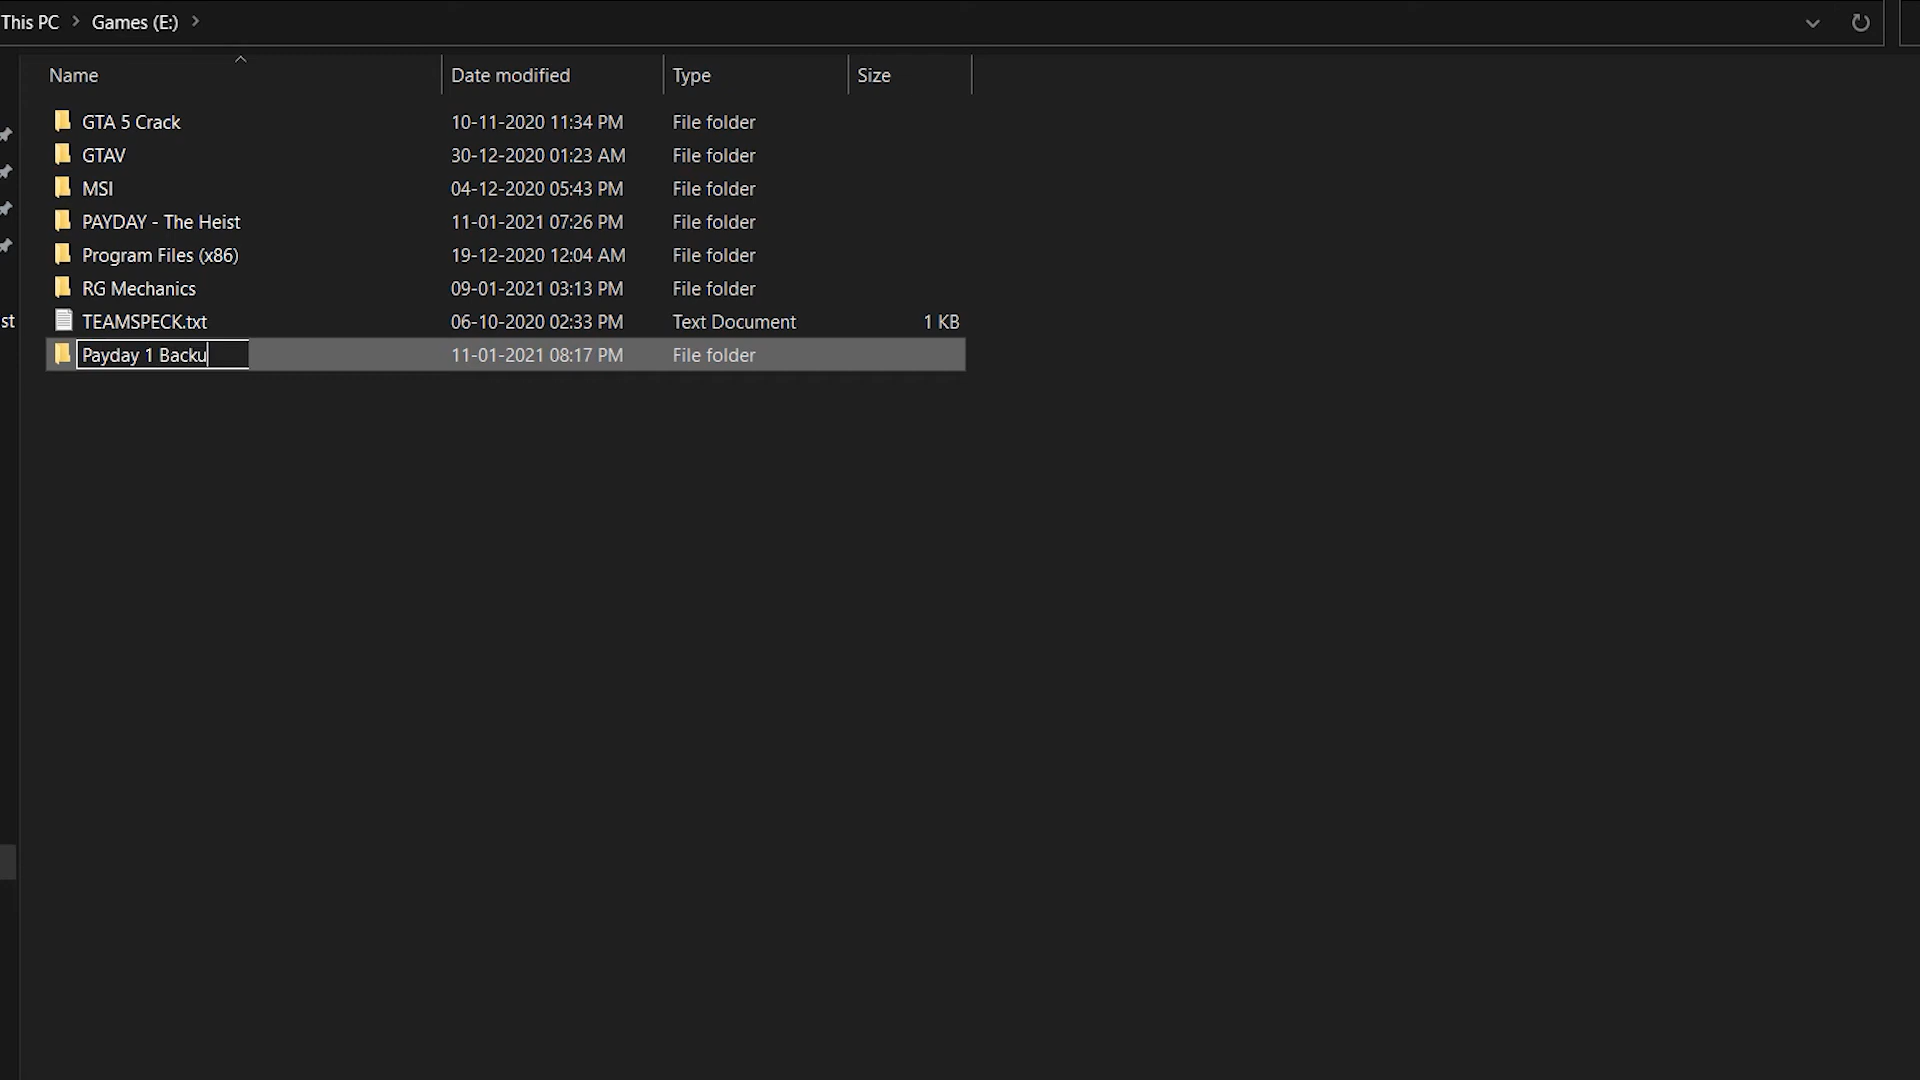 This PC > Games (E:) >
Name Date modified Type Size
GTA 5 Crack 10-11-2020 11:34 PM File folder
GTAV 30-12-2020 01:23 AM File folder
MSI 04-12-2020 05:43 PM File folder
PAYDAY - The Heist 11-01-2021 07:26 PM File folder
Program Files (x86) 19-12-2020 12:04 AM File folder
RG Mechanics 09-01-2021 03:13 PM File folder
st TEAMSPECK.txt 06-10-2020 02:33 PM Text Document 1 KB
Payday 1 Backu 11-01-2021 08:17 PM File folder